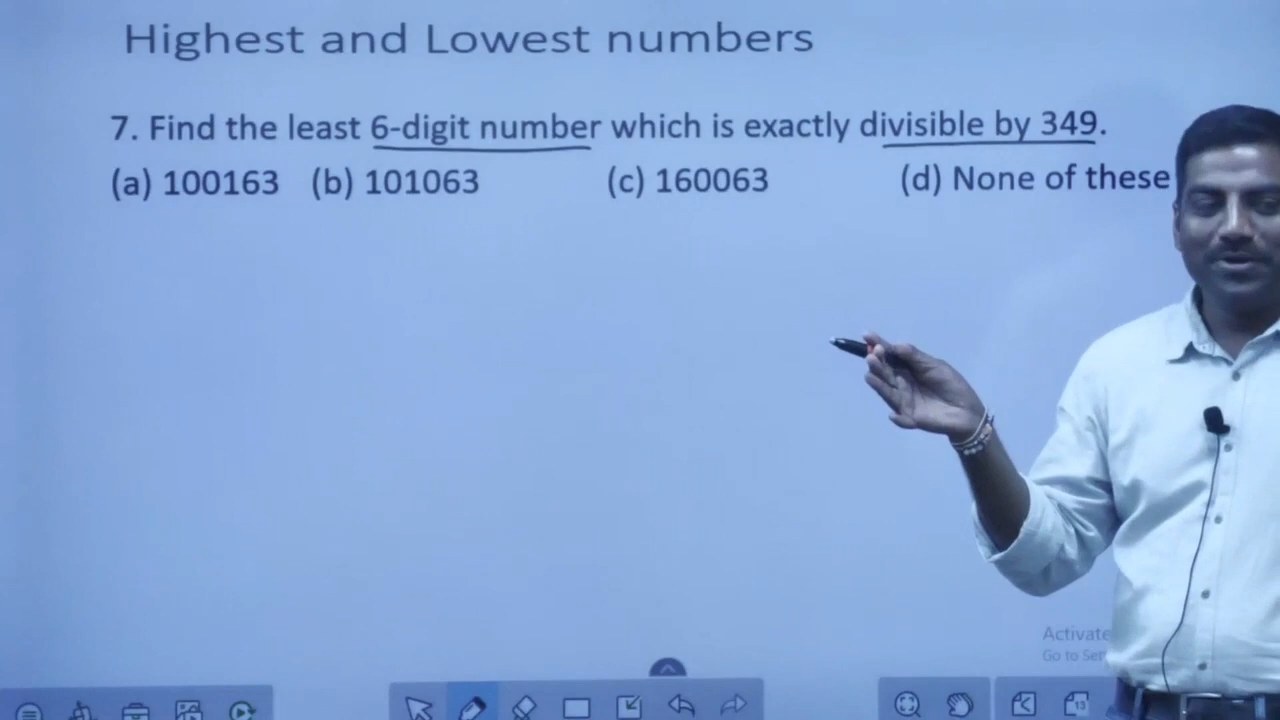 Highest and Lowest numbers
7. Find the least 6-digit number which is exactly divisible by 349.
(a) 100163 (b) 101063 (c) 160063 (d) None of these
Activate
Go to Set
13